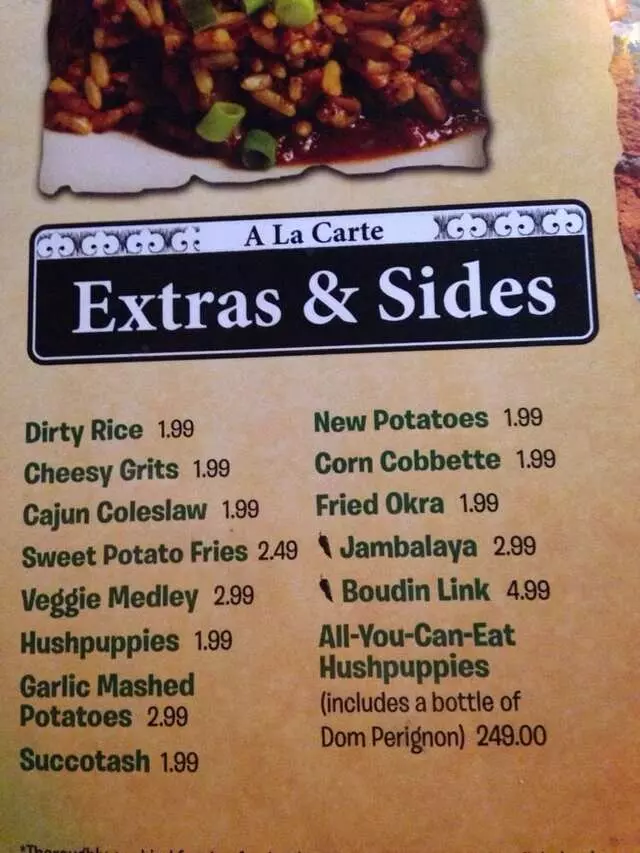 A La Carte
Extras & Sides
Dirty Rice 1.99
Cheesy Grits 1.99
Cajun Coleslaw 1.99
Sweet Potato Fries 2.49
Veggie Medley 2.99
Hushpuppies 1.99
Garlic Mashed
Potatoes 2.99
Succotash 1.99
New Potatoes 1.99
Corn Cobbette 1.99
Fried Okra 1.99
Jambalaya 2.99
Boudin Link 4.99
All-You-Can-Eat
Hushpuppies
(includes a bottle of
Dom Perignon) 249.00